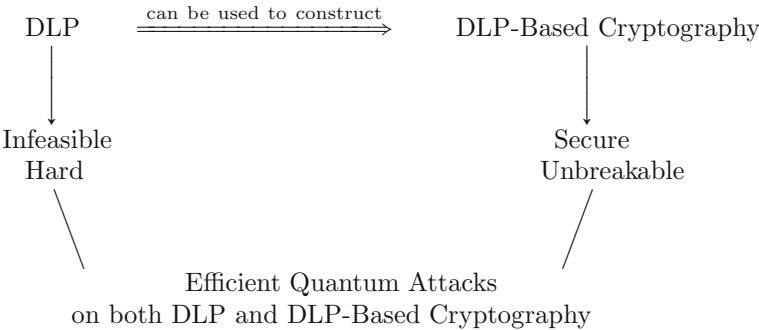 can be used to construct
DLP
DLP-Based Cryptography
Infeasible
Hard
Secure
Unbreakable
Efficient Quantum Attacks
on both DLP and DLP-Based Cryptography